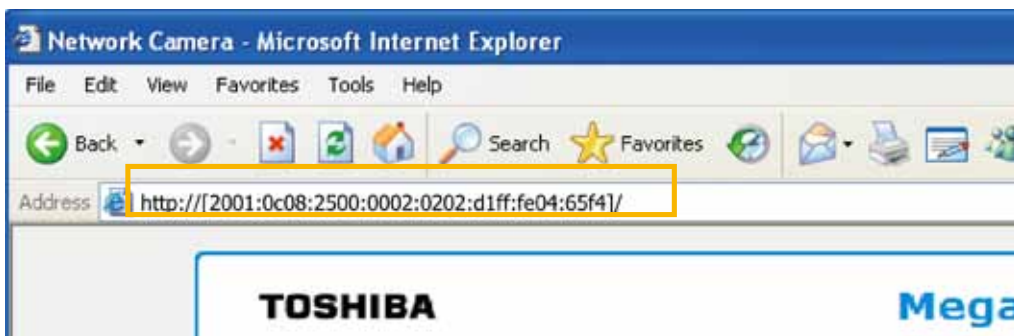 Network Camera - Microsoft Internet Explorer
File Edit View Favorites Tools Help
Back Search Favorites
Address http://[2001:0c08:2500:0002:0202:d1ff:fe04:65f4]/
TOSHIBA Mega